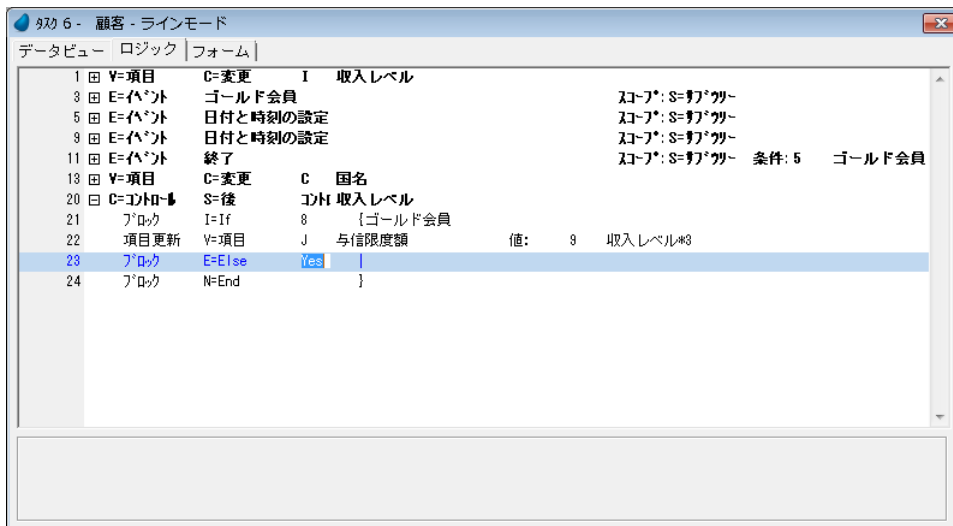 ﾀｽｸ 6 - 顧客 - ラインモード
データビュー ロジック フォーム
1 V=項目 C=変更 I 収入レベル
3 E=ｲﾍﾞﾝﾄ ゴールド会員 ｽｺｰﾌﾟ: S=ｻﾌﾞﾂﾘｰ
5 E=ｲﾍﾞﾝﾄ 日付と時刻の設定 ｽｺｰﾌﾟ: S=ｻﾌﾞﾂﾘｰ
9 E=ｲﾍﾞﾝﾄ 日付と時刻の設定 ｽｺｰﾌﾟ: S=ｻﾌﾞﾂﾘｰ
11 E=ｲﾍﾞﾝﾄ 終了 ｽｺｰﾌﾟ: S=ｻﾌﾞﾂﾘｰ 条件: 5 ゴールド会員
13 V=項目 C=変更 C 国名
20 C=ｺﾝﾄﾛｰﾙ S=後 ｺﾝﾄﾛ 収入レベル
21 ﾌﾞﾛｯｸ I=If 8 {ゴールド会員
22 項目更新 V=項目 J 与信限度額 値: 9 収入レベル*3
23 ﾌﾞﾛｯｸ E=Else Yes |
24 ﾌﾞﾛｯｸ N=End }